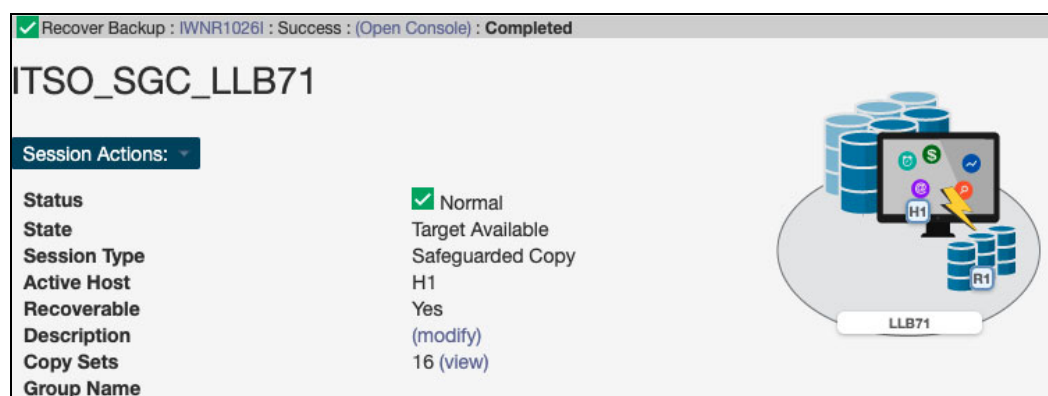 Recover Backup : IWNR1026I : Success : (Open Console) : Completed
ITSO_SGC_LLB71
Session Actions:
Status Normal
State Target Available
Session Type Safeguarded Copy
Active Host H1
Recoverable Yes
Description (modify)
Copy Sets 16 (view)
Group Name
H1
R1
LLB71